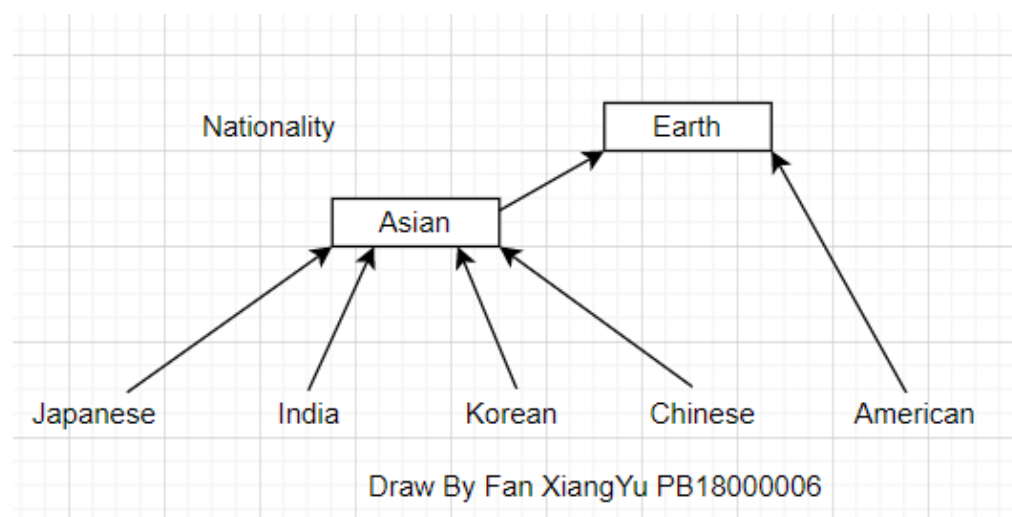 Nationality
Earth
Asian
Japanese
India
Korean
Chinese
American
Draw By Fan XiangYu PB18000006